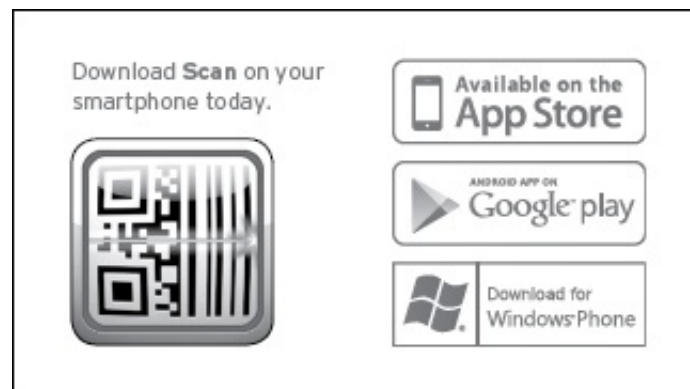 Download Scan on your
smartphone today.
Available on the
App Store
ANDROID APP ON
Google play
Download for
Windows Phone